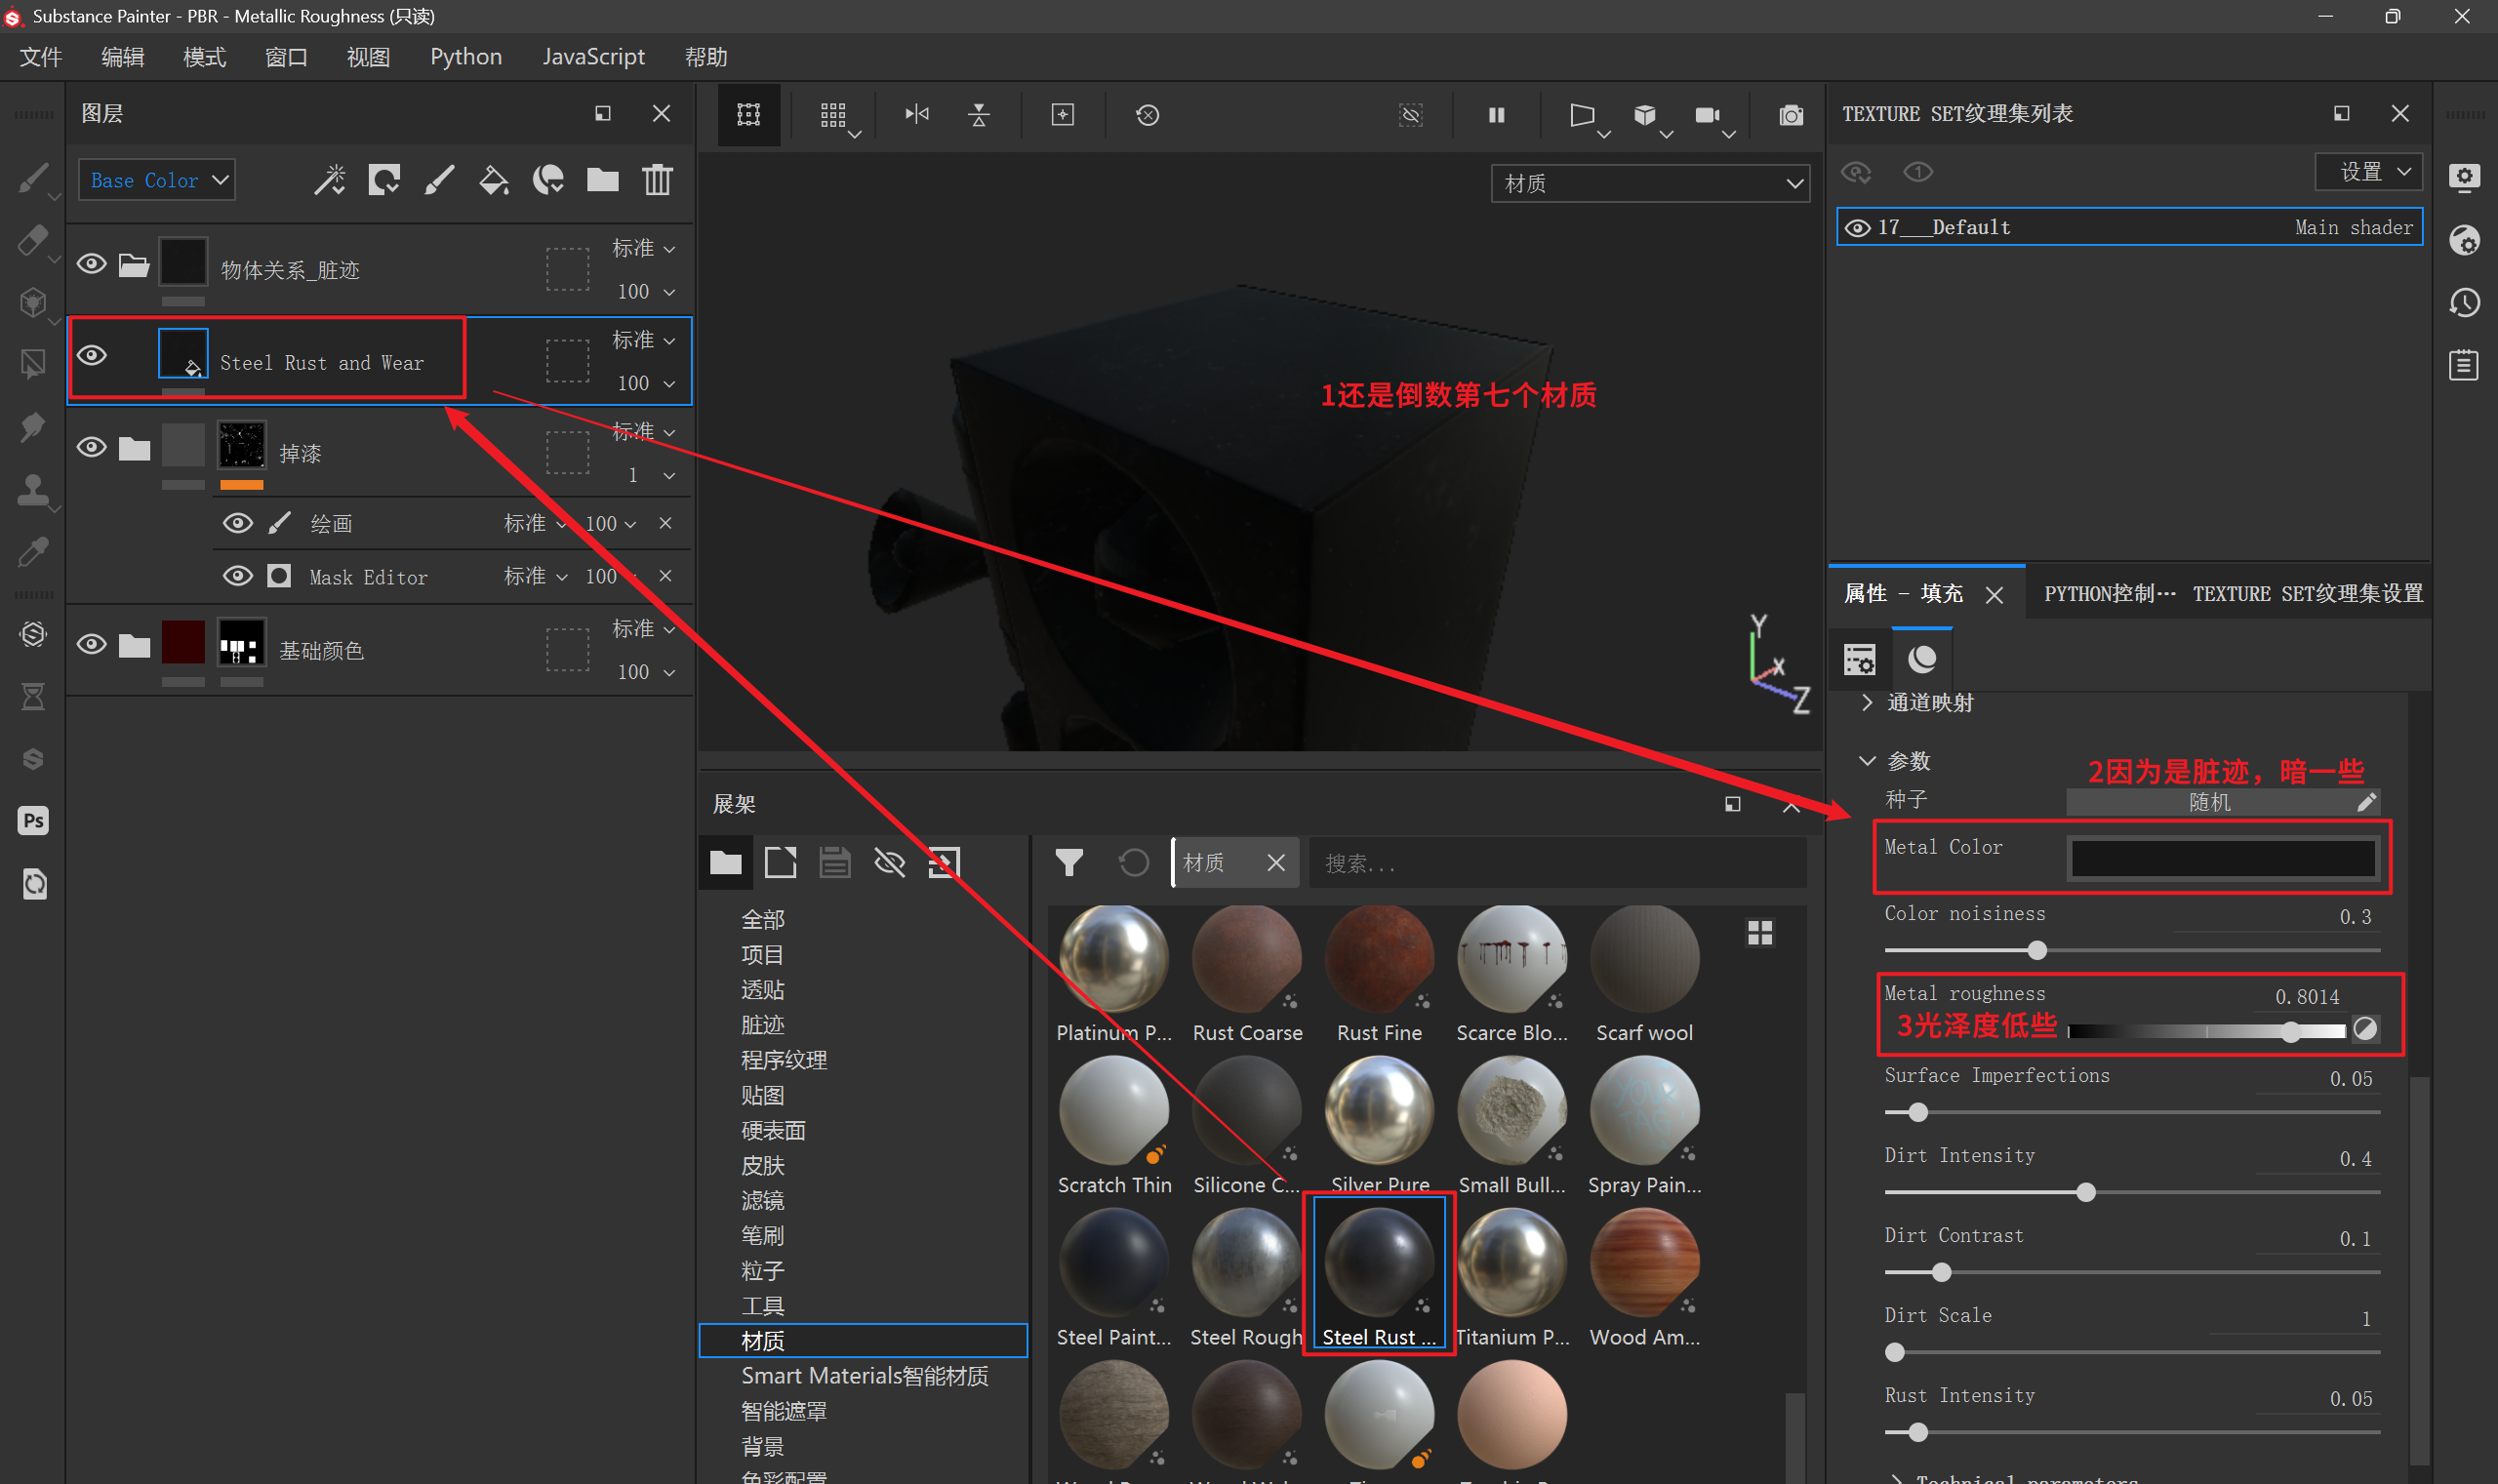 Substance Painter - PBR - Metallic Roughness (只读)
文件 编辑 模式 窗口 视图 Python JavaScript 帮助
图层
Base Color
物体关系_脏迹 标准 100
Steel Rust and Wear 标准 100
掉漆 标准 1
绘画 标准 100
Mask Editor 标准 100
基础颜色 标准 100
Ps
材质
1还是倒数第七个材质
Y
X
Z
展架
材质
搜索...
全部
项目
透贴
脏迹
程序纹理
贴图
硬表面
皮肤
滤镜
笔刷
粒子
工具
材质
Smart Materials智能材质
智能遮罩
背景
色彩配置
Platinum P... Rust Coarse Rust Fine Scarce Blo... Scarf wool
Scratch Thin Silicone C... Silver Pure Small Bull... Spray Pain...
Steel Paint... Steel Rough Steel Rust ... Titanium P... Wood Am...
TEXTURE SET纹理集列表
设置
17___Default Main shader
属性 - 填充 PYTHON控制... TEXTURE SET纹理集设置
通道映射
参数
2因为是脏迹，暗一些
种子 随机
Metal Color
Color noisiness 0.3
Metal roughness 0.8014
3光泽度低些
Surface Imperfections 0.05
Dirt Intensity 0.4
Dirt Contrast 0.1
Dirt Scale 1
Rust Intensity 0.05
Technical parameters